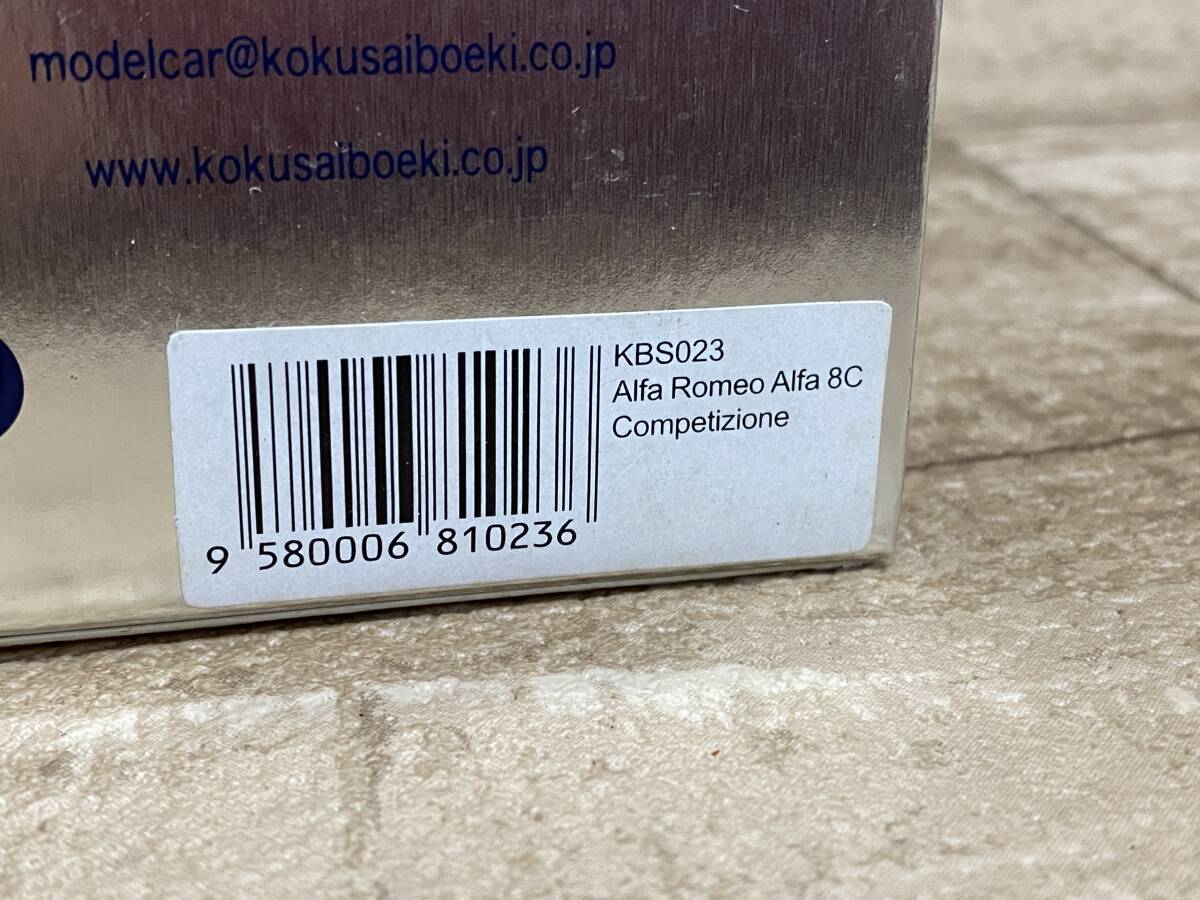 modelcar@kokusaiboeki.co.jp
www.kokusaiboeki.co.jp
KBS023
Alfa Romeo Alfa 8C
Competizione
9 580006 810236